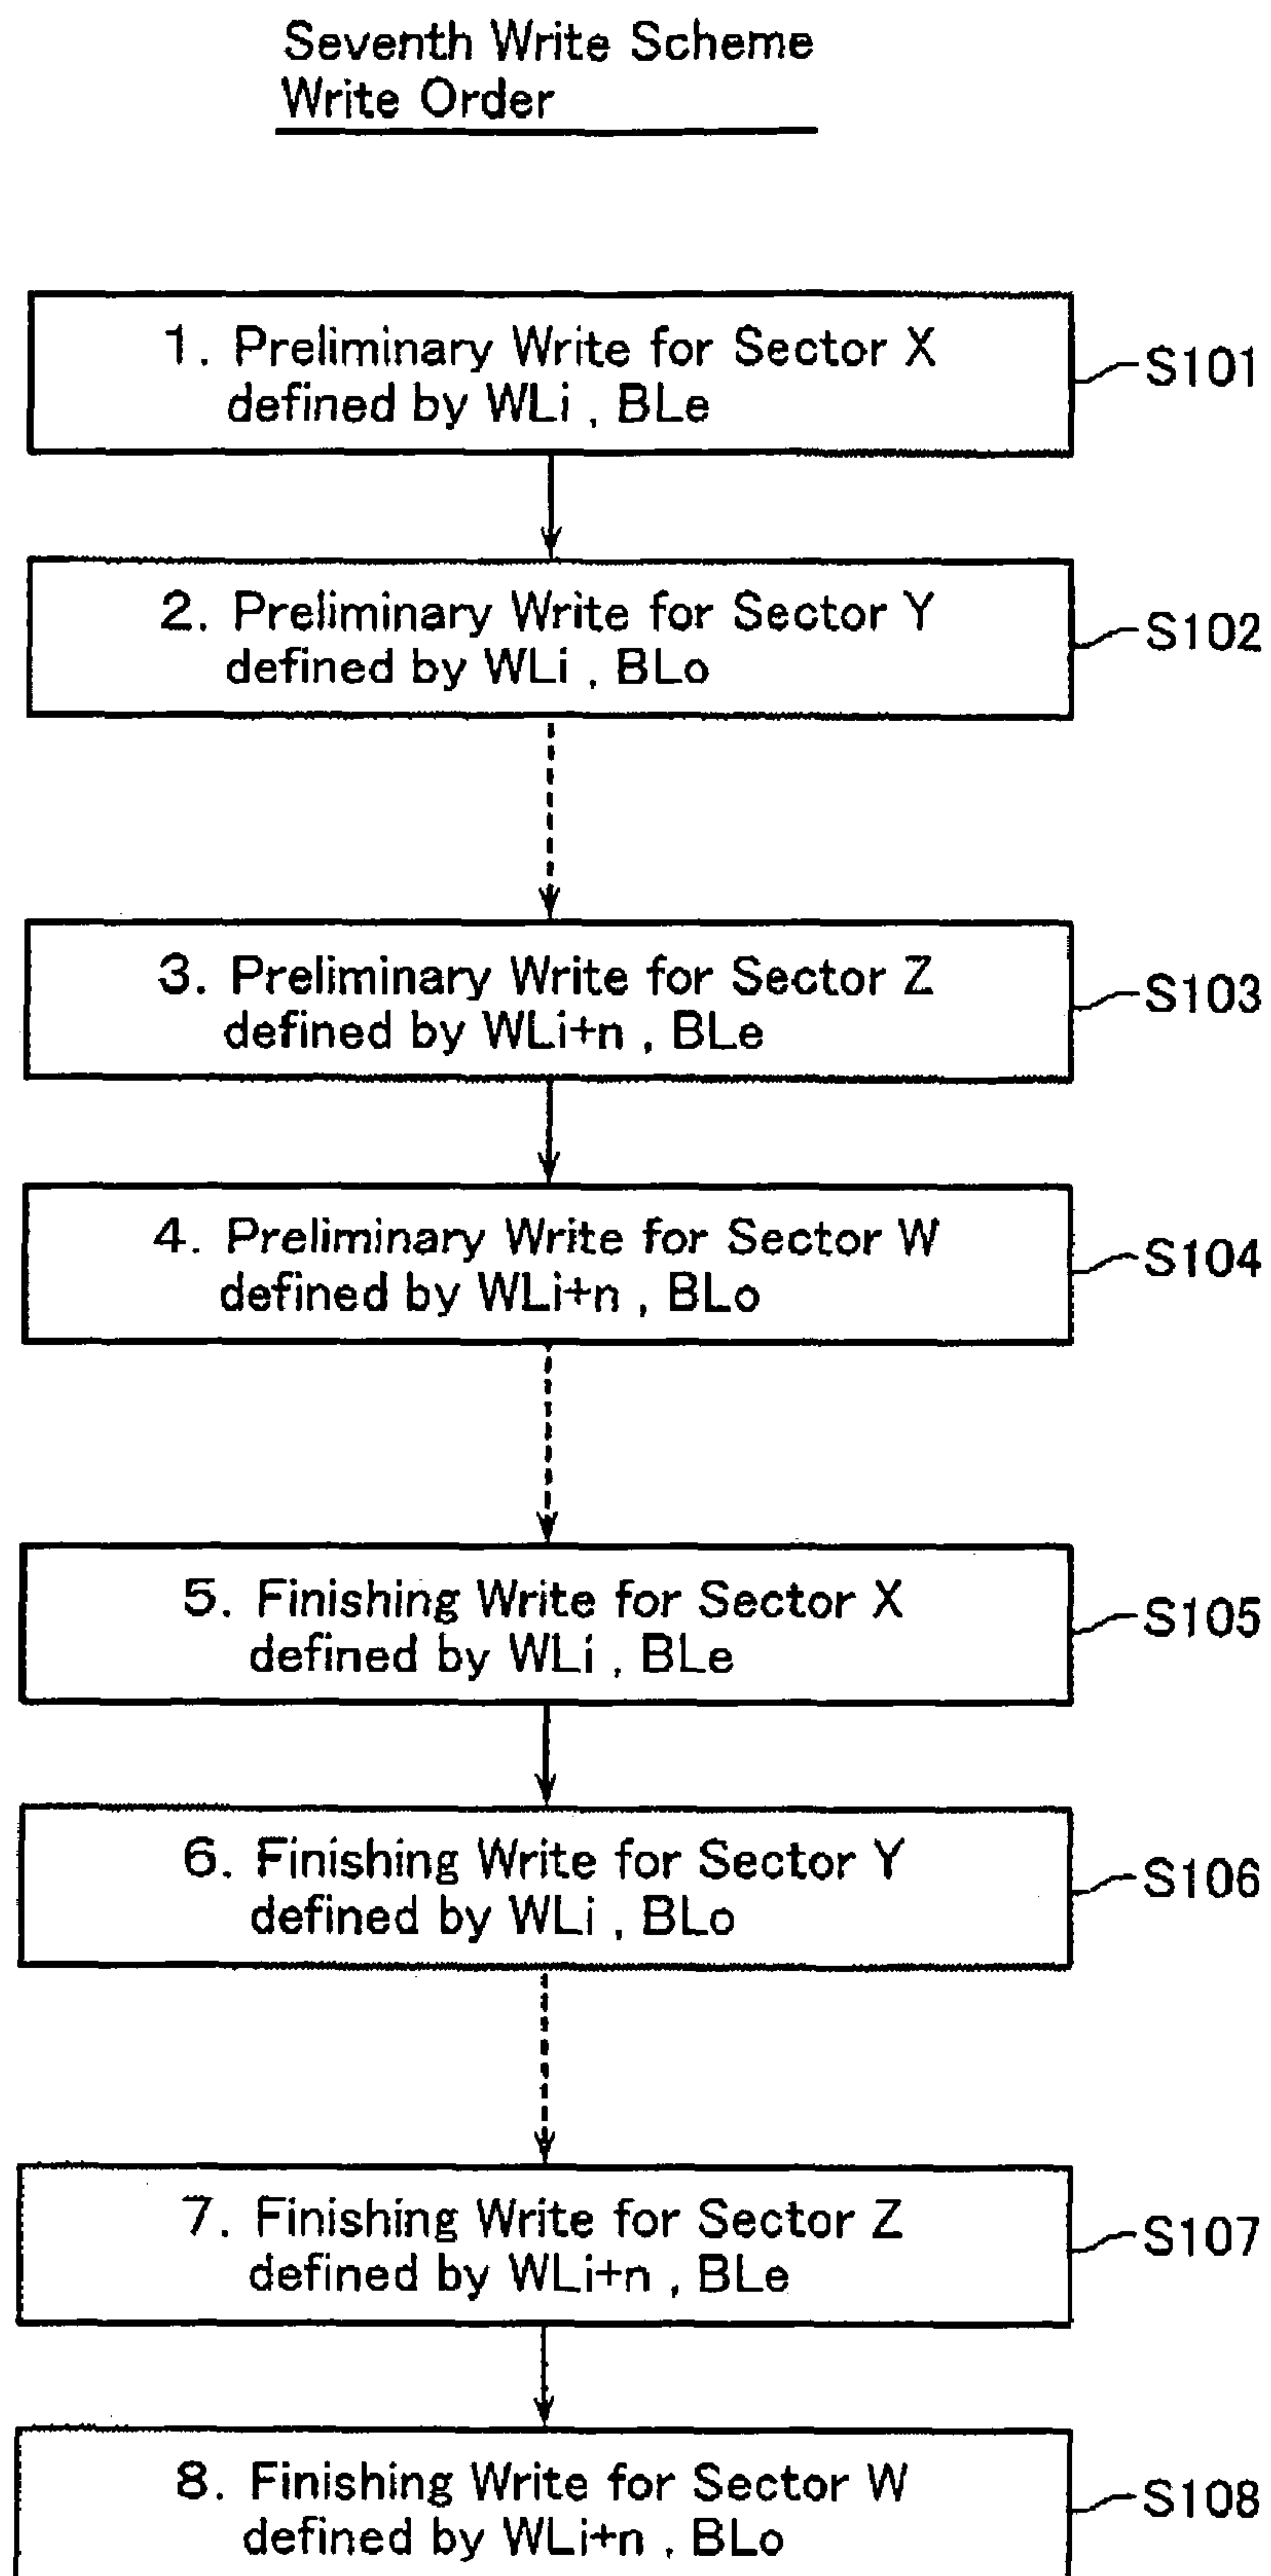 Seventh Write Scheme
Write Order
1. Preliminary Write for Sector X
defined by WLi , BLe
S101
2. Preliminary Write for Sector Y
defined by WLi , BLo
S102
3. Preliminary Write for Sector Z
defined by WLi+n , BLe
S103
4. Preliminary Write for Sector W
defined by WLi+n , BLo
S104
5. Finishing Write for Sector X
defined by WLi , BLe
S105
6. Finishing Write for Sector Y
defined by WLi , BLo
S106
7. Finishing Write for Sector Z
defined by WLi+n , BLe
S107
8. Finishing Write for Sector W
defined by WLi+n , BLo
S108